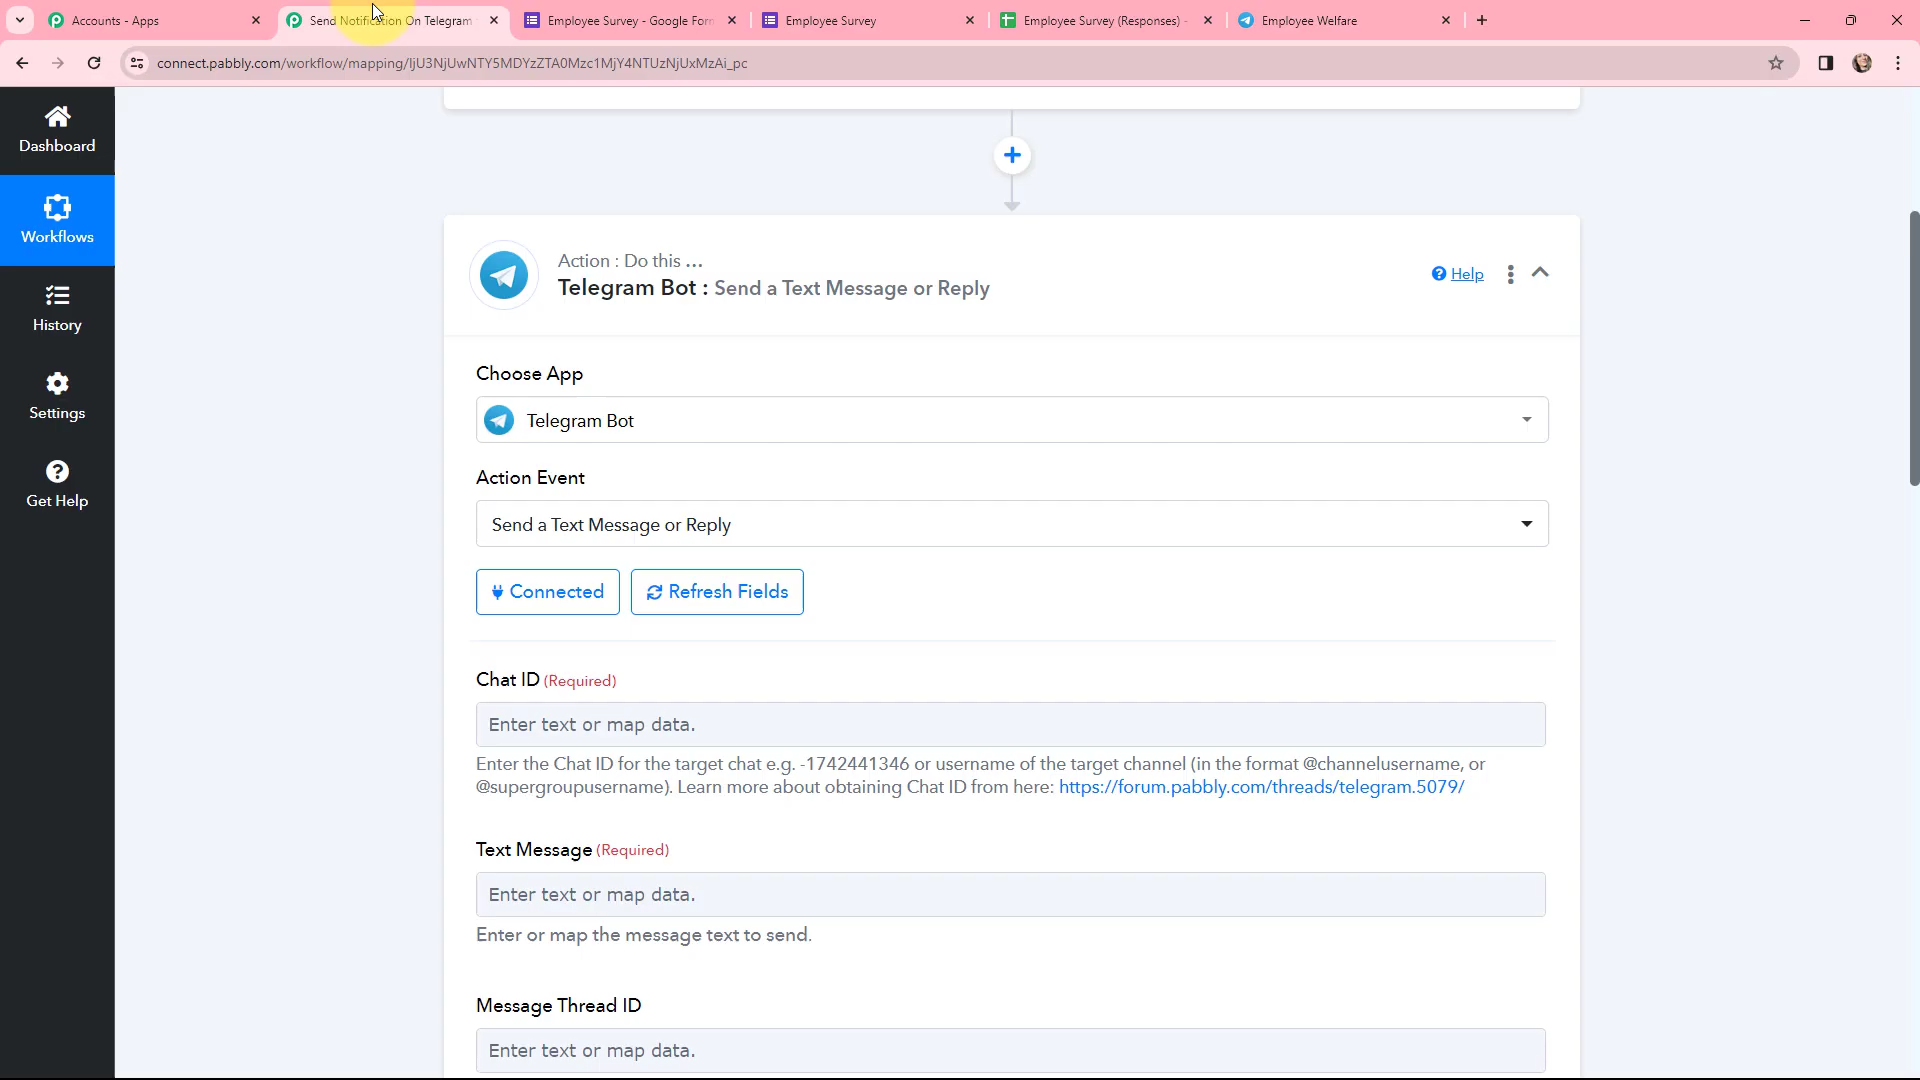 Accounts - Apps
Send Notification On Telegram
Employee Survey - Google Form
Employee Survey
Employee Survey (Responses) -
Employee Welfare
connect.pabbly.com/workflow/mapping/IjU3NjUwNTY5MDYzZTA0Mzc1MjY4NTUzNjUxMzAi_pc
Dashboard
Workflows
History
Settings
Get Help
Action : Do this ...
Telegram Bot : Send a Text Message or Reply
Help
Choose App
Telegram Bot
Action Event
Send a Text Message or Reply
Connected
Refresh Fields
Chat ID (Required)
Enter text or map data.
Enter the Chat ID for the target chat e.g. -1742441346 or username of the target channel (in the format @channelusername, or
@supergroupusername). Learn more about obtaining Chat ID from here: https://forum.pabbly.com/threads/telegram.5079/
Text Message (Required)
Enter text or map data.
Enter or map the message text to send.
Message Thread ID
Enter text or map data.